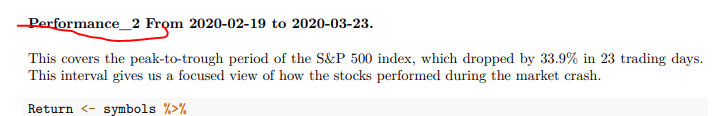 Performance_2 From 2020-02-19 to 2020-03-23.
This covers the peak-to-trough period of the S&P 500 index, which dropped by 33.9% in 23 trading days.
This interval gives us a focused view of how the stocks performed during the market crash.
Return <- symbols %>%